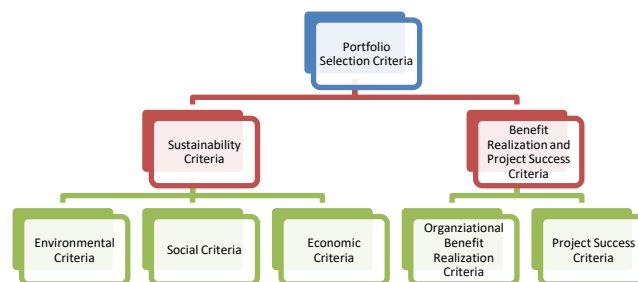 Portfolio
Selection Criteria
Sustainability
Criteria
Benefit
Realization and
Project Success
Criteria
Environmental
Criteria
Social Criteria
Economic
Criteria
Organziational
Benefit
Realization
Criteria
Project Success
Criteria